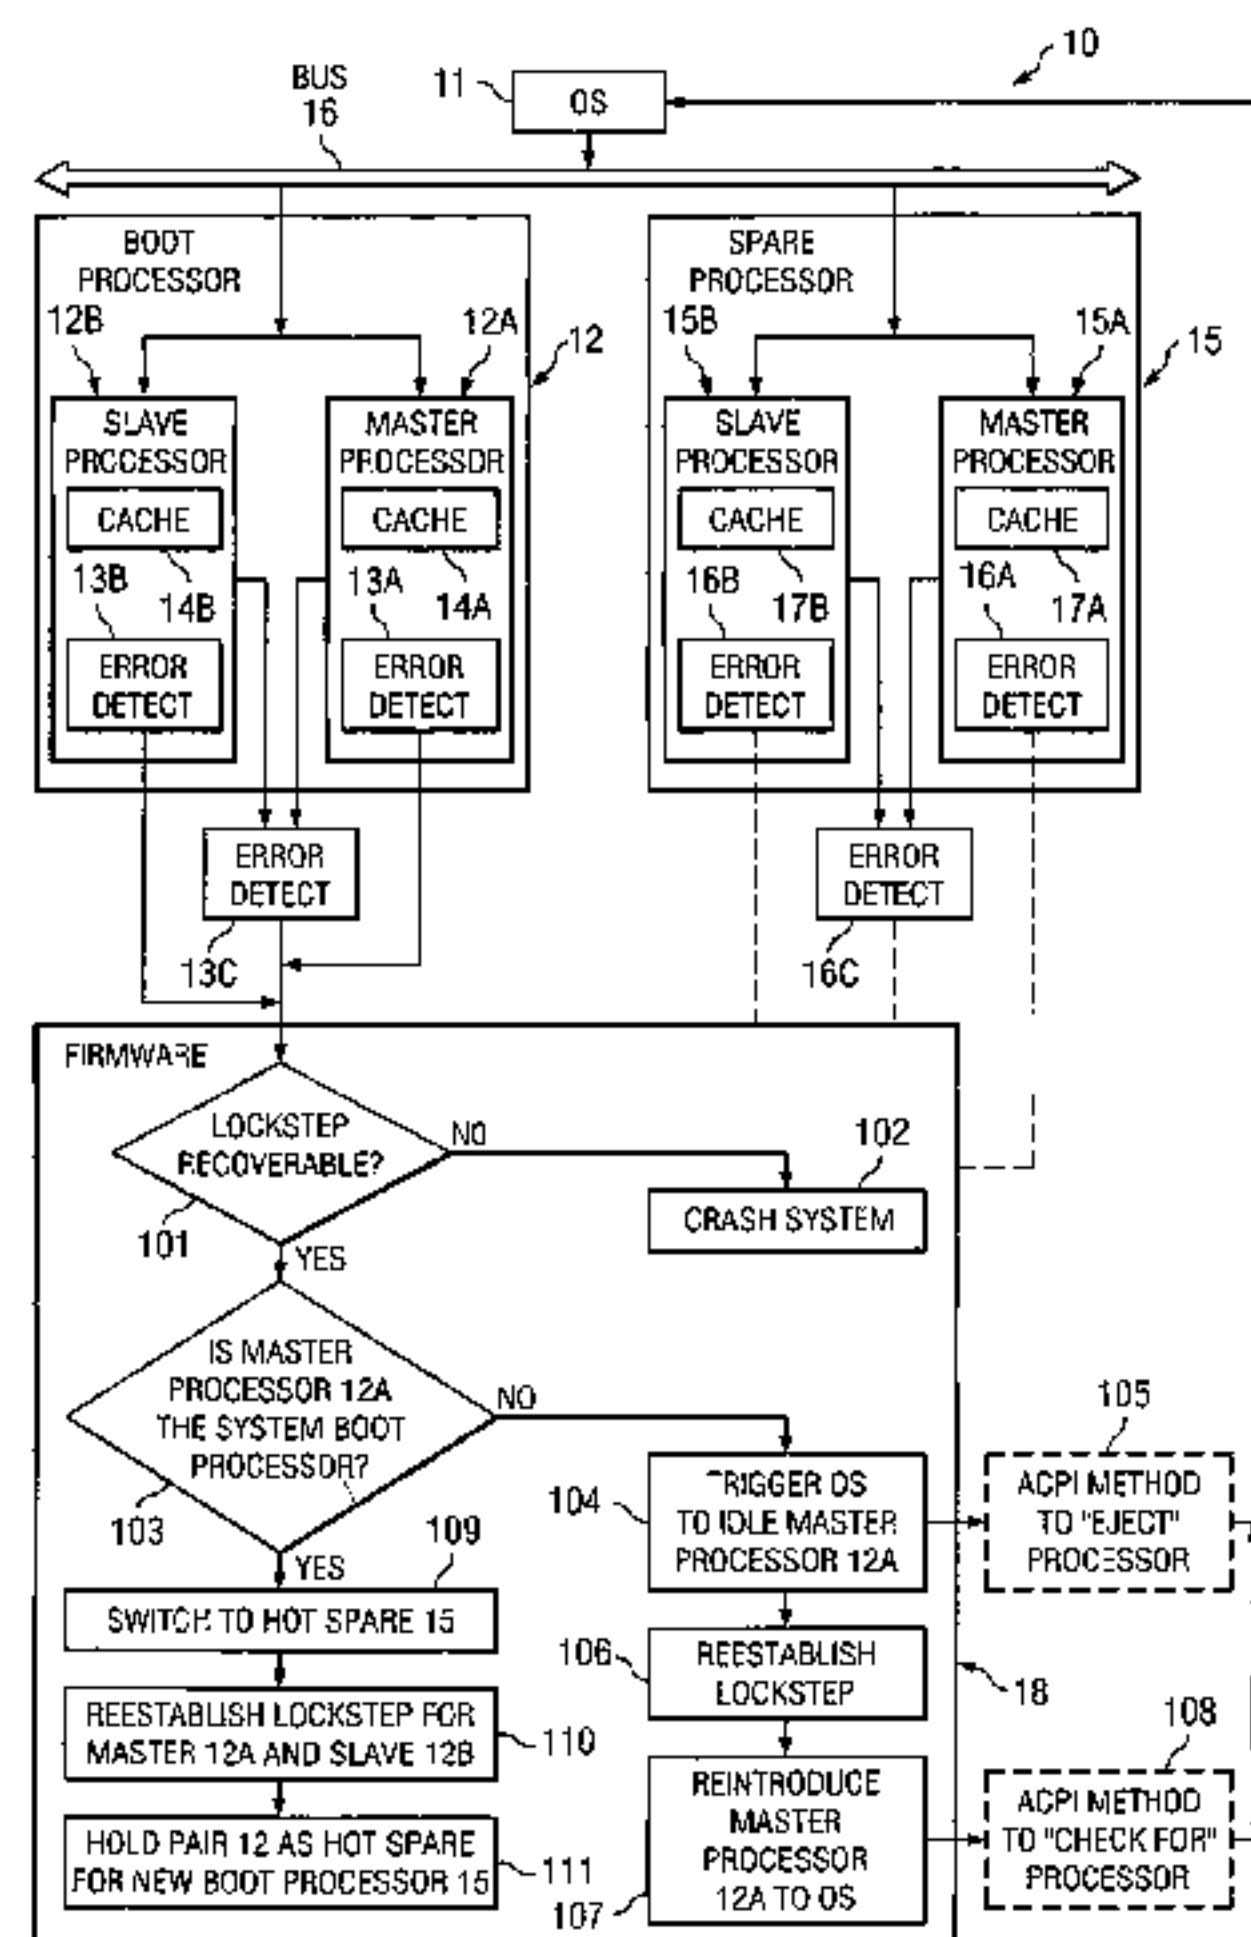 10
BUS
16
11
OS
BOOT
PROCESSOR
SPARE
PROCESSOR
12B
12A
12
15B
15A
15
SLAVE
PROCESSOR
MASTER
PROCESSOR
SLAVE
PROCESSOR
MASTER
PROCESSOR
CACHE
CACHE
CACHE
CACHE
13B
14B
13A
14A
16B
17B
16A
17A
ERROR
DETECT
ERROR
DETECT
ERROR
DETECT
ERROR
DETECT
ERROR
DETECT
ERROR
DETECT
13C
16C
FIRMWARE
LOCKSTEP
RECOVERABLE?
NO
102
CRASH SYSTEM
101
YES
IS MASTER
PROCESSOR 12A
THE SYSTEM BOOT
PROCESSOR?
NO
103
YES
104
TRIGGER OS
TO IDLE MASTER
PROCESSOR 12A
105
ACPI METHOD
TO "EJECT"
PROCESSOR
109
SWITCH TO HOT SPARE 15
106
REESTABLISH
LOCKSTEP
18
REESTABLISH LOCKSTEP FOR
MASTER 12A AND SLAVE 12B
110
108
REINTRODUCE
MASTER
PROCESSOR
12A TO OS
107
ACPI METHOD
TO "CHECK FOR"
PROCESSOR
HOLD PAIR 12 AS HOT SPARE
FOR NEW BOOT PROCESSOR 15
111